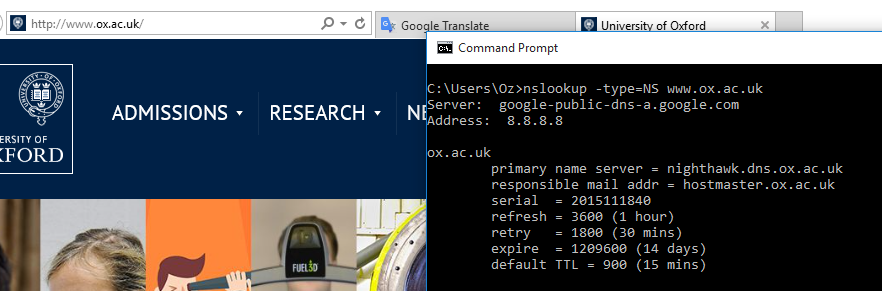 http://www.ox.ac.uk/
Google Translate
University of Oxford
Command Prompt
UNIVERSITY OF OXFORD
ERSITY OF
XFORD
ADMISSIONS
RESEARCH
NE
FUEL3D
C:\Users\Oz>nslookup -type=NS www.ox.ac.uk
Server:  google-public-dns-a.google.com
Address:  8.8.8.8
ox.ac.uk
primary name server = nighthawk.dns.ox.ac.uk
responsible mail addr = hostmaster.ox.ac.uk
serial  = 2015111840
refresh = 3600 (1 hour)
retry   = 1800 (30 mins)
expire  = 1209600 (14 days)
default TTL = 900 (15 mins)